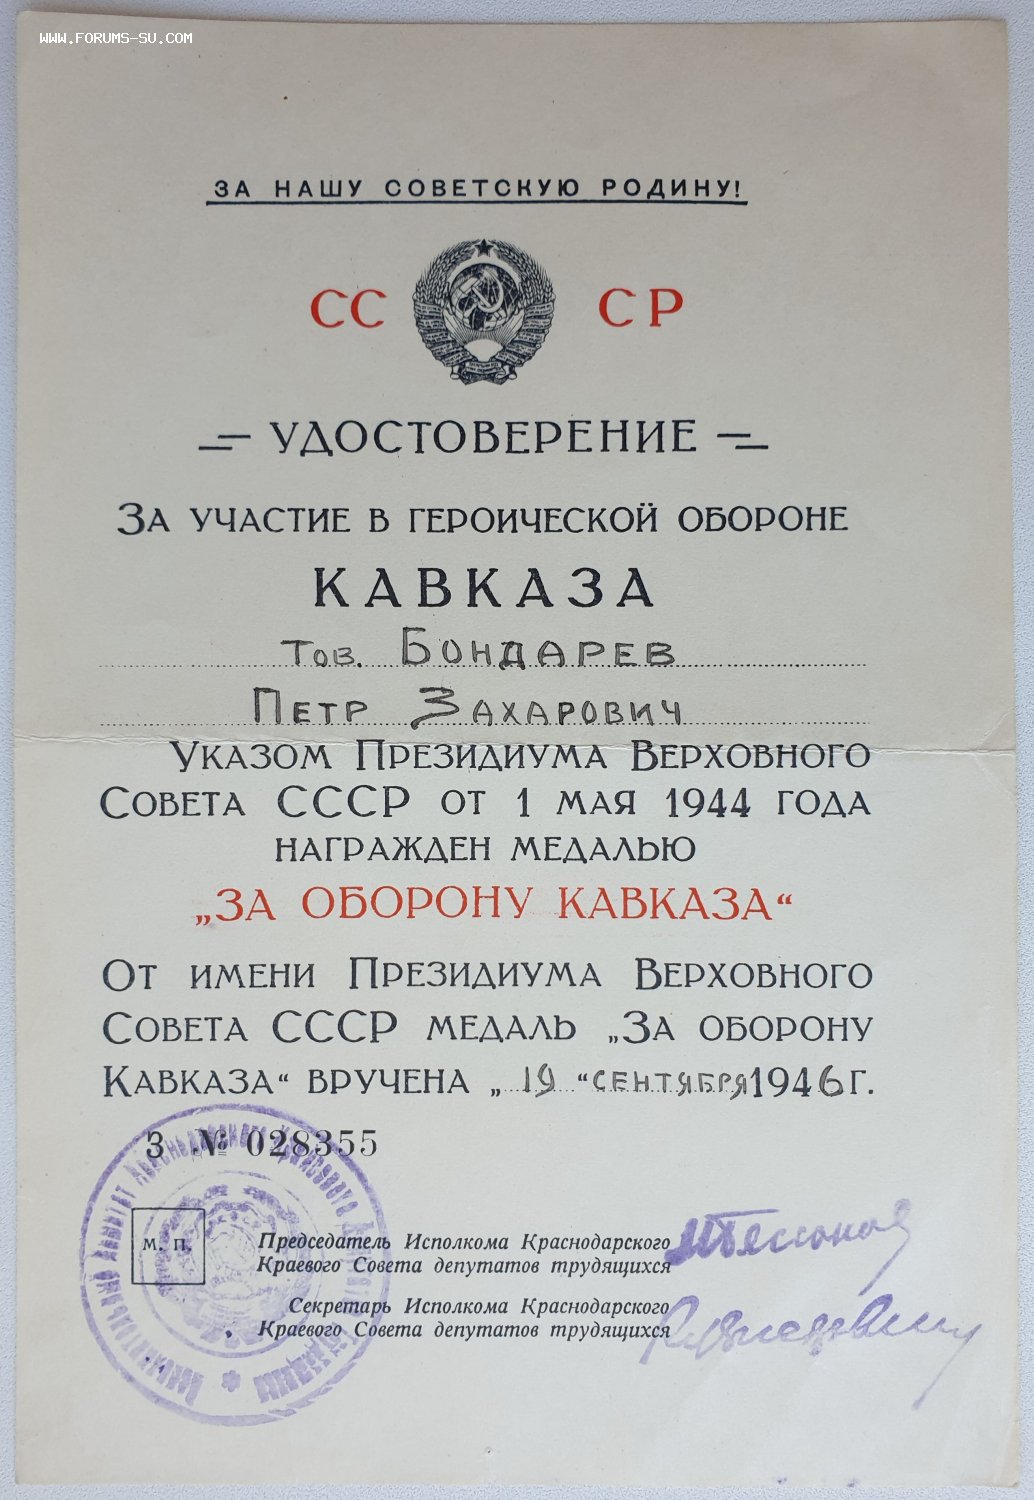 WWW.FORUMS-SU.COM
ЗА НАШУ СОВЕТСКУЮ РОДИНУ!
СС СР
УДОСТОВЕРЕНИЕ
ЗА УЧАСТИЕ В ГЕРОИЧЕСКОЙ ОБОРОНЕ
КАВКАЗА
Тов. БОНДАРЕВ
ПЕТР ЗАХАРОВИЧ
УКАЗОМ ПРЕЗИДИУМА ВЕРХОВНОГО
СОВЕТА СССР ОТ 1 МАЯ 1944 ГОДА
НАГРАЖДЕН МЕДАЛЬЮ
„ЗА ОБОРОНУ КАВКАЗА“
ОТ ИМЕНИ ПРЕЗИДИУМА ВЕРХОВНОГО
СОВЕТА СССР МЕДАЛЬ „ЗА ОБОРОНУ
КАВКАЗА“ ВРУЧЕНА „19“ СЕНТЯБРЯ 1946 Г.
З № 028355
М. П.
Председатель Исполкома Краснодарского
Краевого Совета депутатов трудящихся
Секретарь Исполкома Краснодарского
Краевого Совета депутатов трудящихся